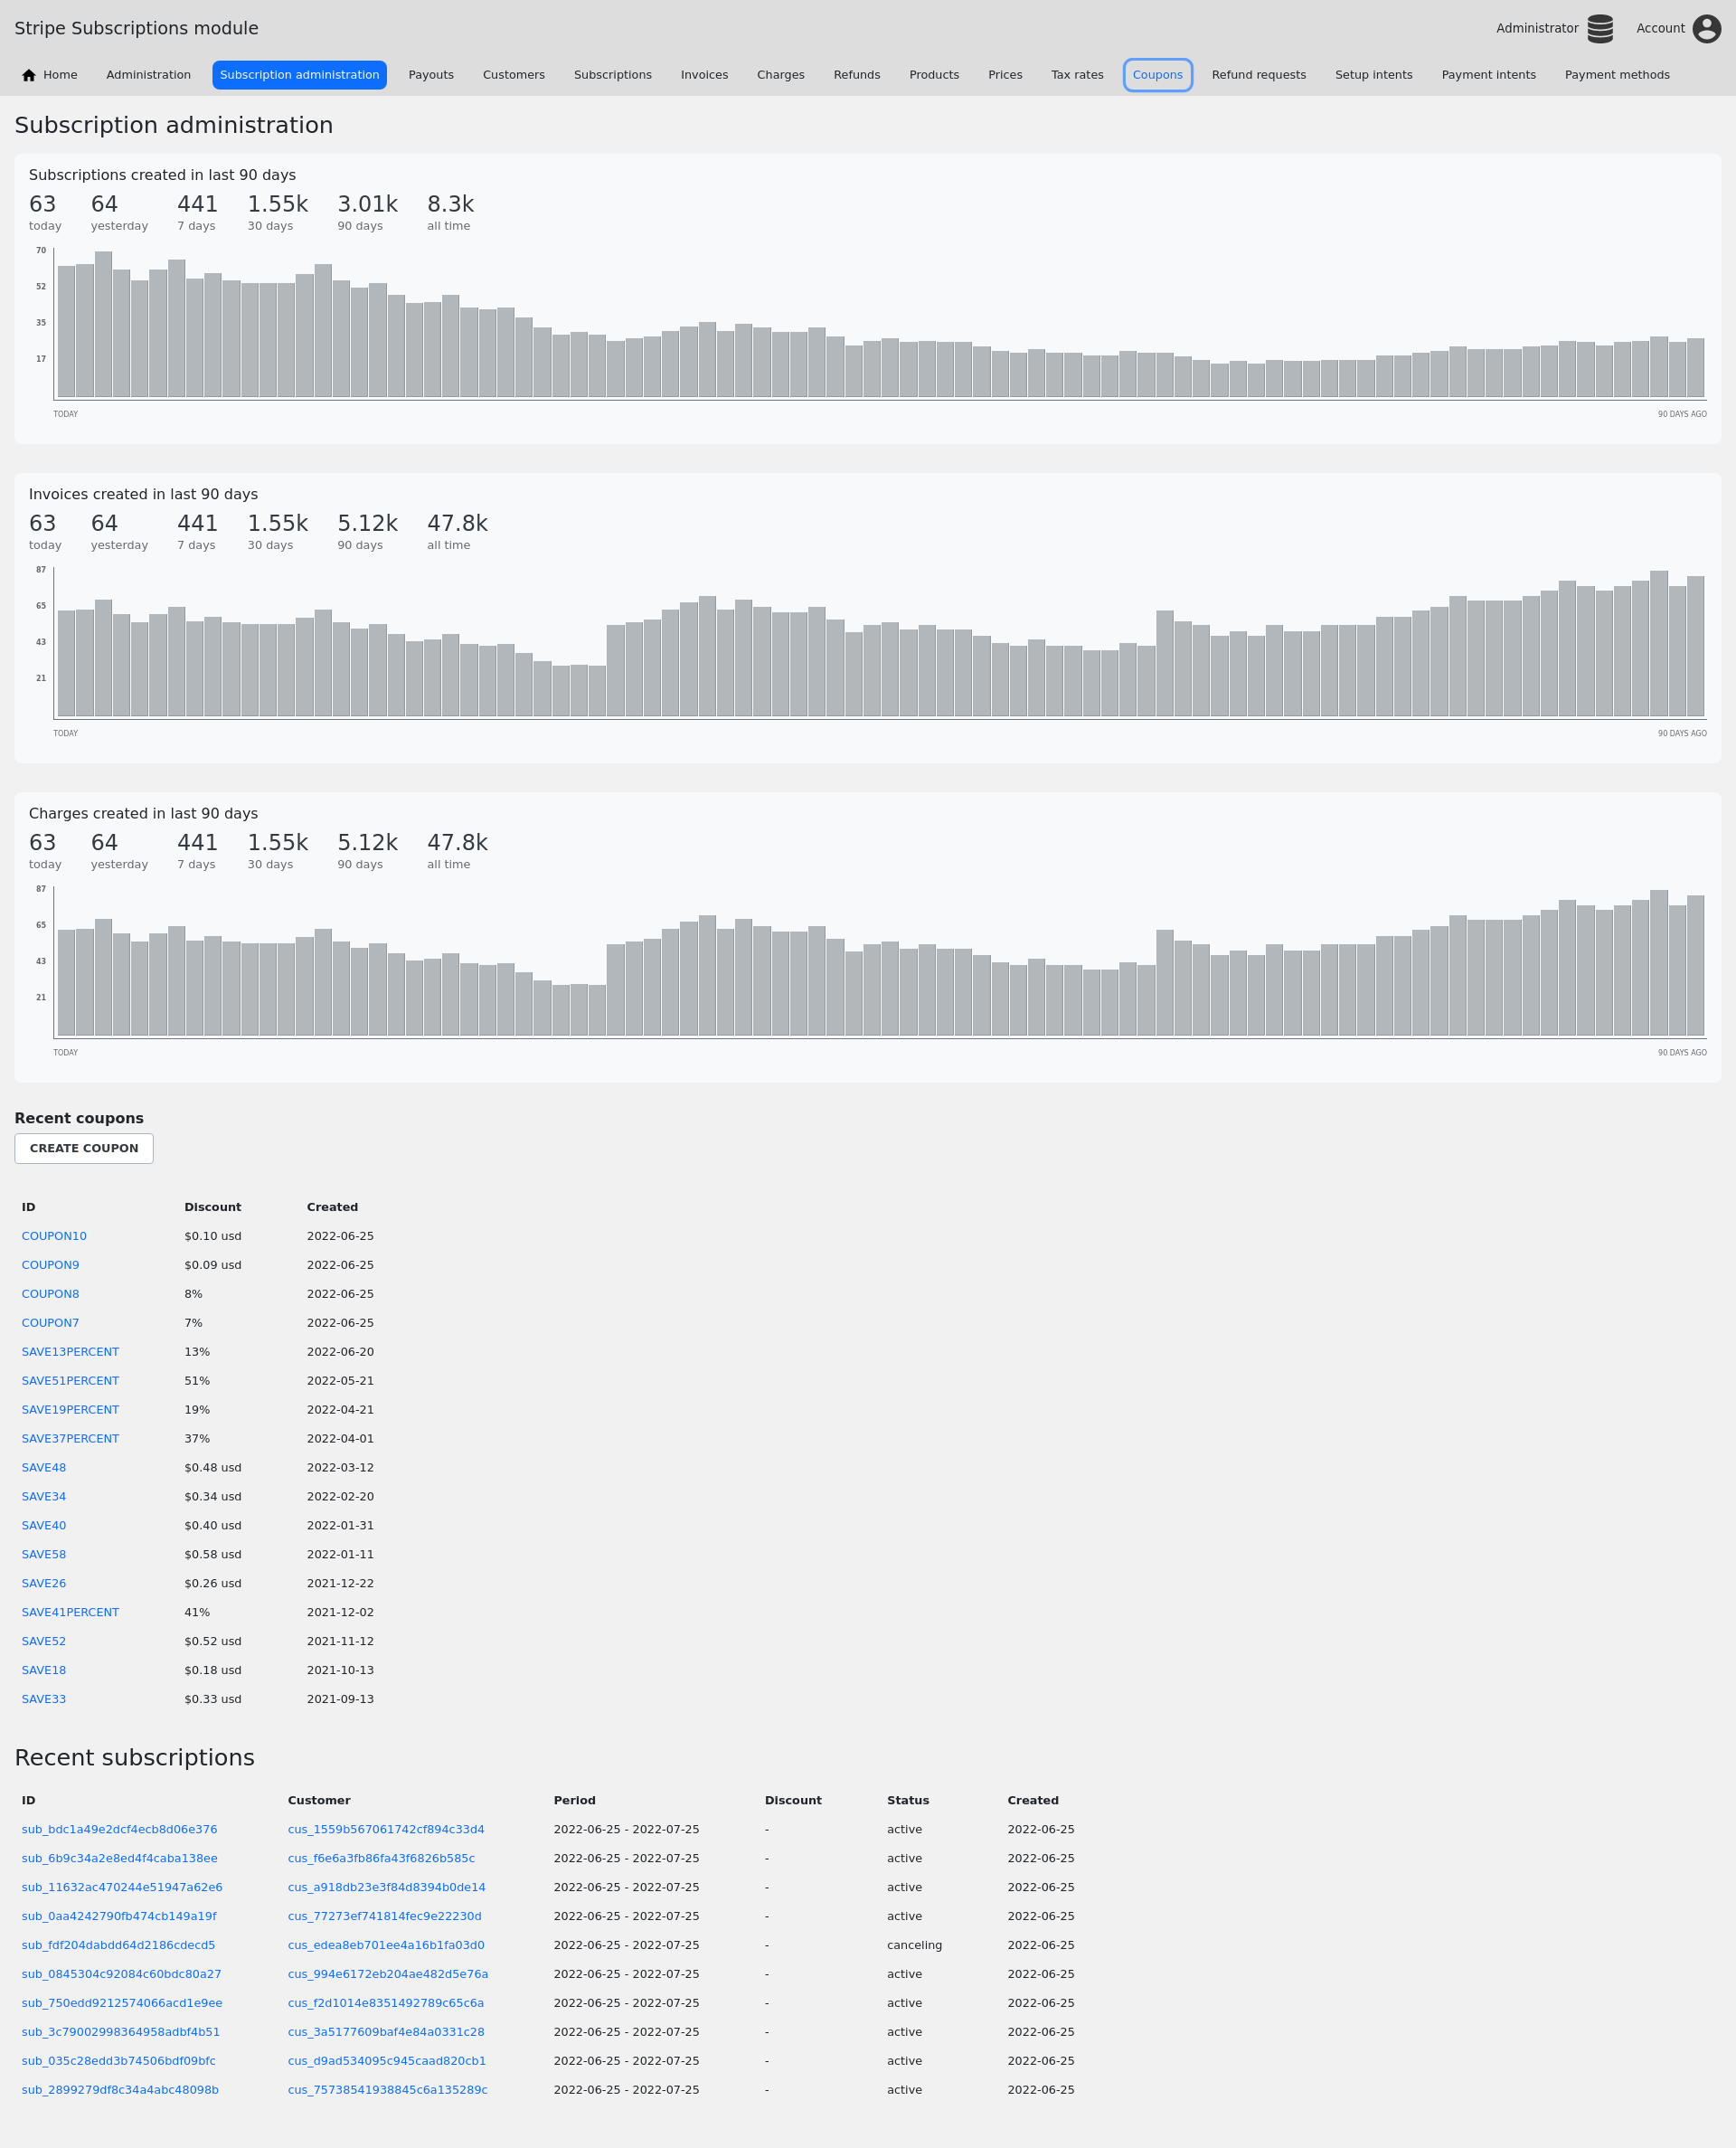 Stripe Subscriptions module
Administrator Account
Home Administration Subscription administration Payouts Customers Subscriptions Invoices Charges Refunds Products Prices Tax rates Coupons Refund requests Setup intents Payment intents Payment methods
Subscription administration
Subscriptions created in last 90 days
63 64 441 1.55k 3.01k 8.3k
today yesterday 7 days 30 days 90 days all time
70
52
35
17
TODAY 90 DAYS AGO
Invoices created in last 90 days
63 64 441 1.55k 5.12k 47.8k
today yesterday 7 days 30 days 90 days all time
87
65
43
21
TODAY 90 DAYS AGO
Charges created in last 90 days
63 64 441 1.55k 5.12k 47.8k
today yesterday 7 days 30 days 90 days all time
87
65
43
21
TODAY 90 DAYS AGO
Recent coupons
CREATE COUPON
ID Discount Created
COUPON10 $0.10 usd 2022-06-25
COUPON9 $0.09 usd 2022-06-25
COUPON8 8% 2022-06-25
COUPON7 7% 2022-06-25
SAVE13PERCENT 13% 2022-06-20
SAVE51PERCENT 51% 2022-05-21
SAVE19PERCENT 19% 2022-04-21
SAVE37PERCENT 37% 2022-04-01
SAVE48 $0.48 usd 2022-03-12
SAVE34 $0.34 usd 2022-02-20
SAVE40 $0.40 usd 2022-01-31
SAVE58 $0.58 usd 2022-01-11
SAVE26 $0.26 usd 2021-12-22
SAVE41PERCENT 41% 2021-12-02
SAVE52 $0.52 usd 2021-11-12
SAVE18 $0.18 usd 2021-10-13
SAVE33 $0.33 usd 2021-09-13
Recent subscriptions
ID Customer Period Discount Status Created
sub_bdc1a49e2dcf4ecb8d06e376 cus_1559b567061742cf894c33d4 2022-06-25 - 2022-07-25 - active 2022-06-25
sub_6b9c34a2e8ed4f4caba138ee cus_f6e6a3fb86fa43f6826b585c 2022-06-25 - 2022-07-25 - active 2022-06-25
sub_11632ac470244e51947a62e6 cus_a918db23e3f84d8394b0de14 2022-06-25 - 2022-07-25 - active 2022-06-25
sub_0aa4242790fb474cb149a19f cus_77273ef741814fec9e22230d 2022-06-25 - 2022-07-25 - active 2022-06-25
sub_fdf204dabdd64d2186cdecd5 cus_edea8eb701ee4a16b1fa03d0 2022-06-25 - 2022-07-25 - canceling 2022-06-25
sub_0845304c92084c60bdc80a27 cus_994e6172eb204ae482d5e76a 2022-06-25 - 2022-07-25 - active 2022-06-25
sub_750edd9212574066acd1e9ee cus_f2d1014e8351492789c65c6a 2022-06-25 - 2022-07-25 - active 2022-06-25
sub_3c79002998364958adbf4b51 cus_3a5177609baf4e84a0331c28 2022-06-25 - 2022-07-25 - active 2022-06-25
sub_035c28edd3b74506bdf09bfc cus_d9ad534095c945caad820cb1 2022-06-25 - 2022-07-25 - active 2022-06-25
sub_2899279df8c34a4abc48098b cus_75738541938845c6a135289c 2022-06-25 - 2022-07-25 - active 2022-06-25